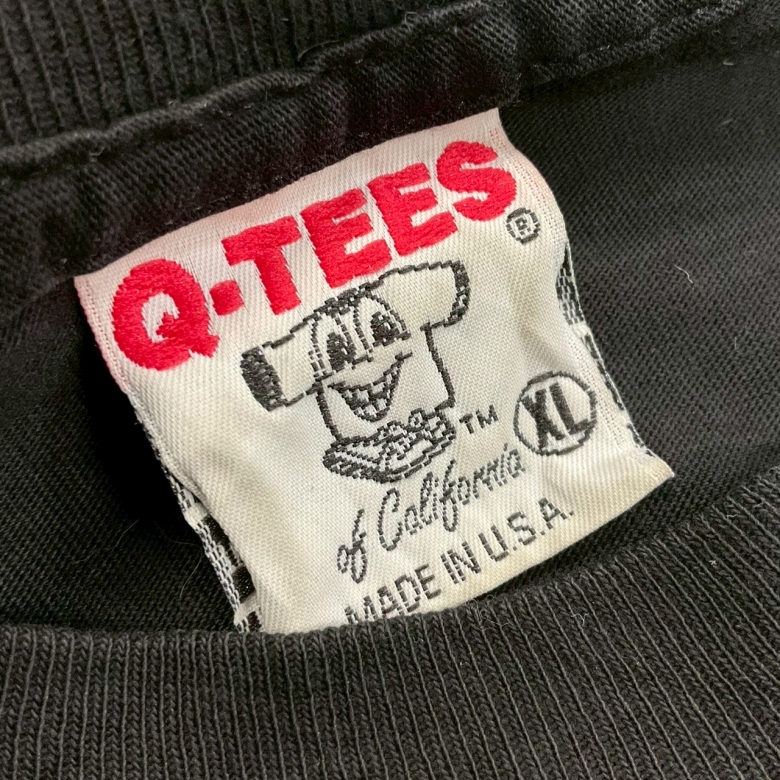 Q-TEES®
TM
XL
of California
MADE IN U.S.A.